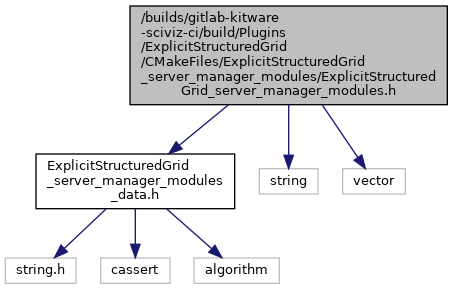 /builds/gitlab-kitware
-sciviz-ci/build/Plugins
/ExplicitStructuredGrid
/CMakeFiles/ExplicitStructuredGrid
_server_manager_modules/ExplicitStructured
Grid_server_manager_modules.h
ExplicitStructuredGrid
_server_manager_modules
_data.h
string
vector
string.h
cassert
algorithm